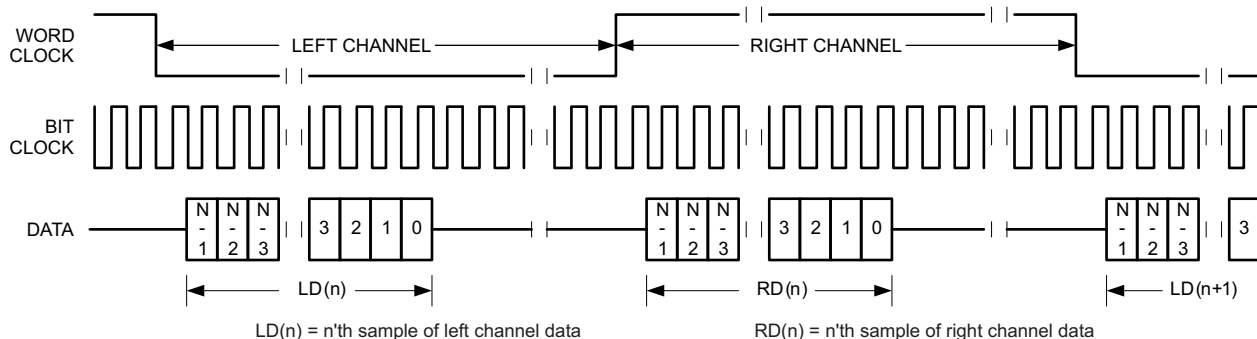 WORD
CLOCK
LEFT CHANNEL
RIGHT CHANNEL
BIT
CLOCK
DATA
N-1 N-2 N-3 3 2 1 0
N-1 N-2 N-3 3 2 1 0
N-1 N-2 N-3 3
LD(n)
RD(n)
LD(n+1)
LD(n) = n'th sample of left channel data
RD(n) = n'th sample of right channel data